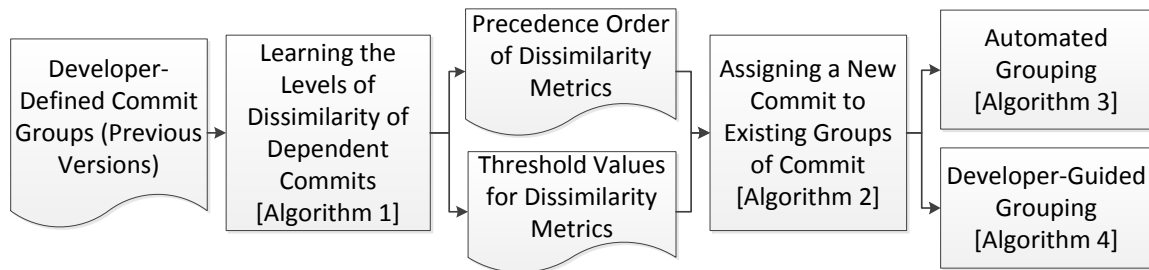 Developer-
Defined Commit
Groups (Previous
Versions)
Learning the
Levels of
Dissimilarity of
Dependent
Commits
[Algorithm 1]
Precedence Order
of Dissimilarity
Metrics
Threshold Values
for Dissimilarity
Metrics
Assigning a New
Commit to
Existing Groups
of Commit
[Algorithm 2]
Automated
Grouping
[Algorithm 3]
Developer-Guided
Grouping
[Algorithm 4]